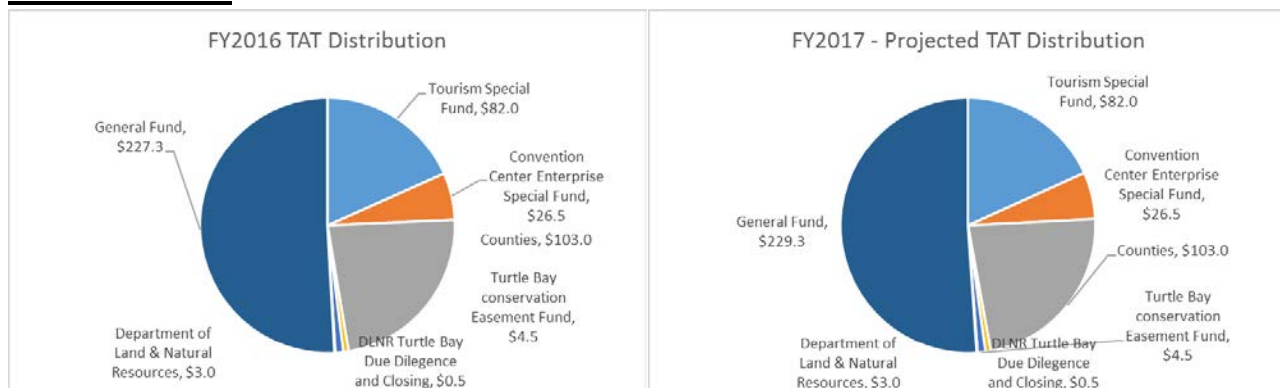 FY2016 TAT Distribution
Tourism Special
Fund, $82.0
General Fund,
$227.3
Convention
Center Enterprise
Special Fund,
$26.5
Counties, $103.0
Turtle Bay
conservation
Easement Fund,
$4.5
Department of
Land & Natural
Resources, $3.0
DLNR Turtle Bay
Due Dilegence
and Closing, $0.5
FY2017 - Projected TAT Distribution
Tourism Special
Fund, $82.0
Convention
Center Enterprise
Special Fund,
$26.5
General Fund,
$229.3
Counties, $103.0
Turtle Bay
conservation
Easement Fund,
$4.5
Department of
Land & Natural
Resources, $3.0
DLNR Turtle Bay
Due Dilegence
and Closing, $0.5